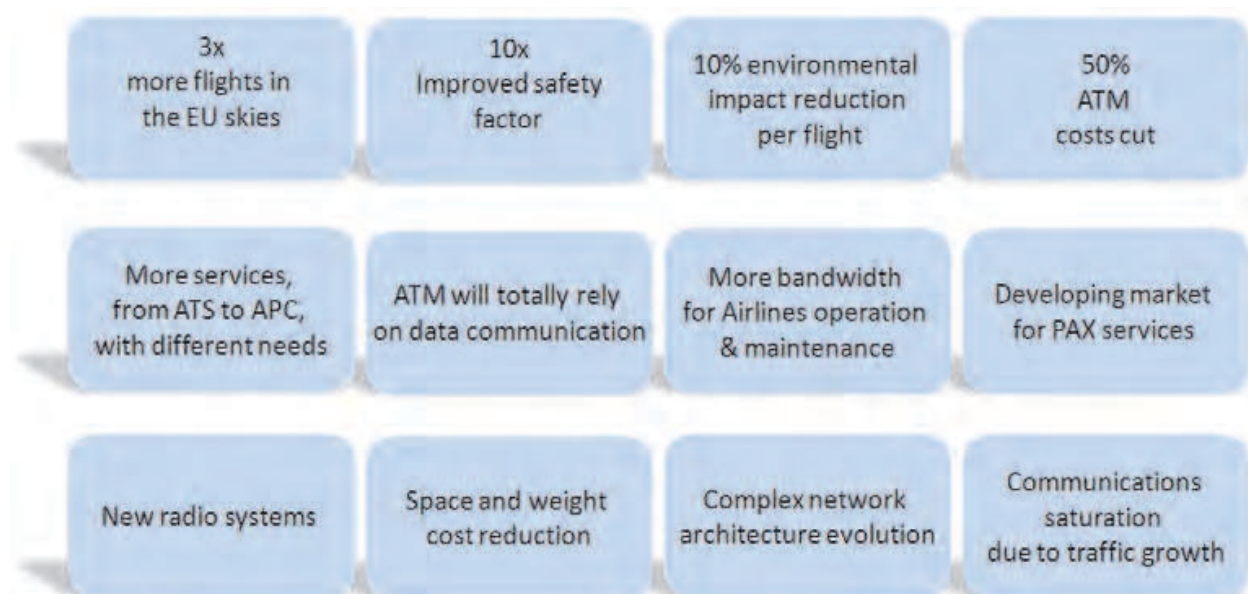 3x
more flights in
the EU skies
10x
Improved safety
factor
10% environmental
impact reduction
per flight
50%
ATM
costs cut
More services,
from ATS to APC,
with different needs
ATM will totally rely
on data communication
More bandwidth
for Airlines operation
& maintenance
Developing market
for PAX services
New radio systems
Space and weight
cost reduction
Complex network
architecture evolution
Communications
saturation
due to traffic growth